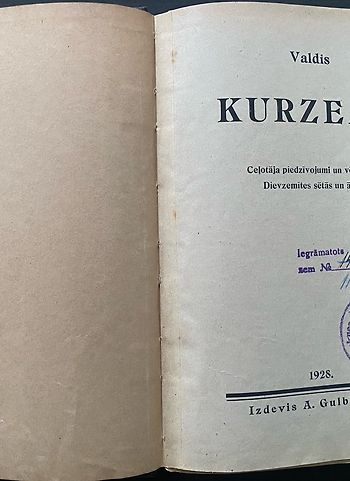 Valdis
KURZE
Ceļotāja piedzīvojumi un v
Dievzemītes sētās un ā
Iegrāmatots
zem №
1928.
Izdevis A. Gulb